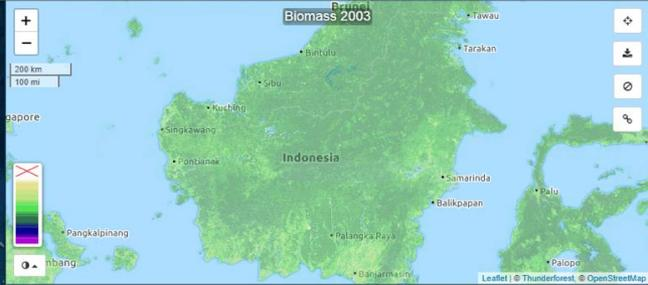 Brunei
Biomass 2003
+
−
200 km
100 mi
Tawau
Tarakan
Bintulu
Sibu
Kuching
gapore
Singkawang
Pontianak
Indonesia
Samarinda
Palu
Balikpapan
Pangkalpinang
Palangka Raya
mbang
Palopo
Banjarmasin
Leaflet | © Thunderforest, © OpenStreetMap